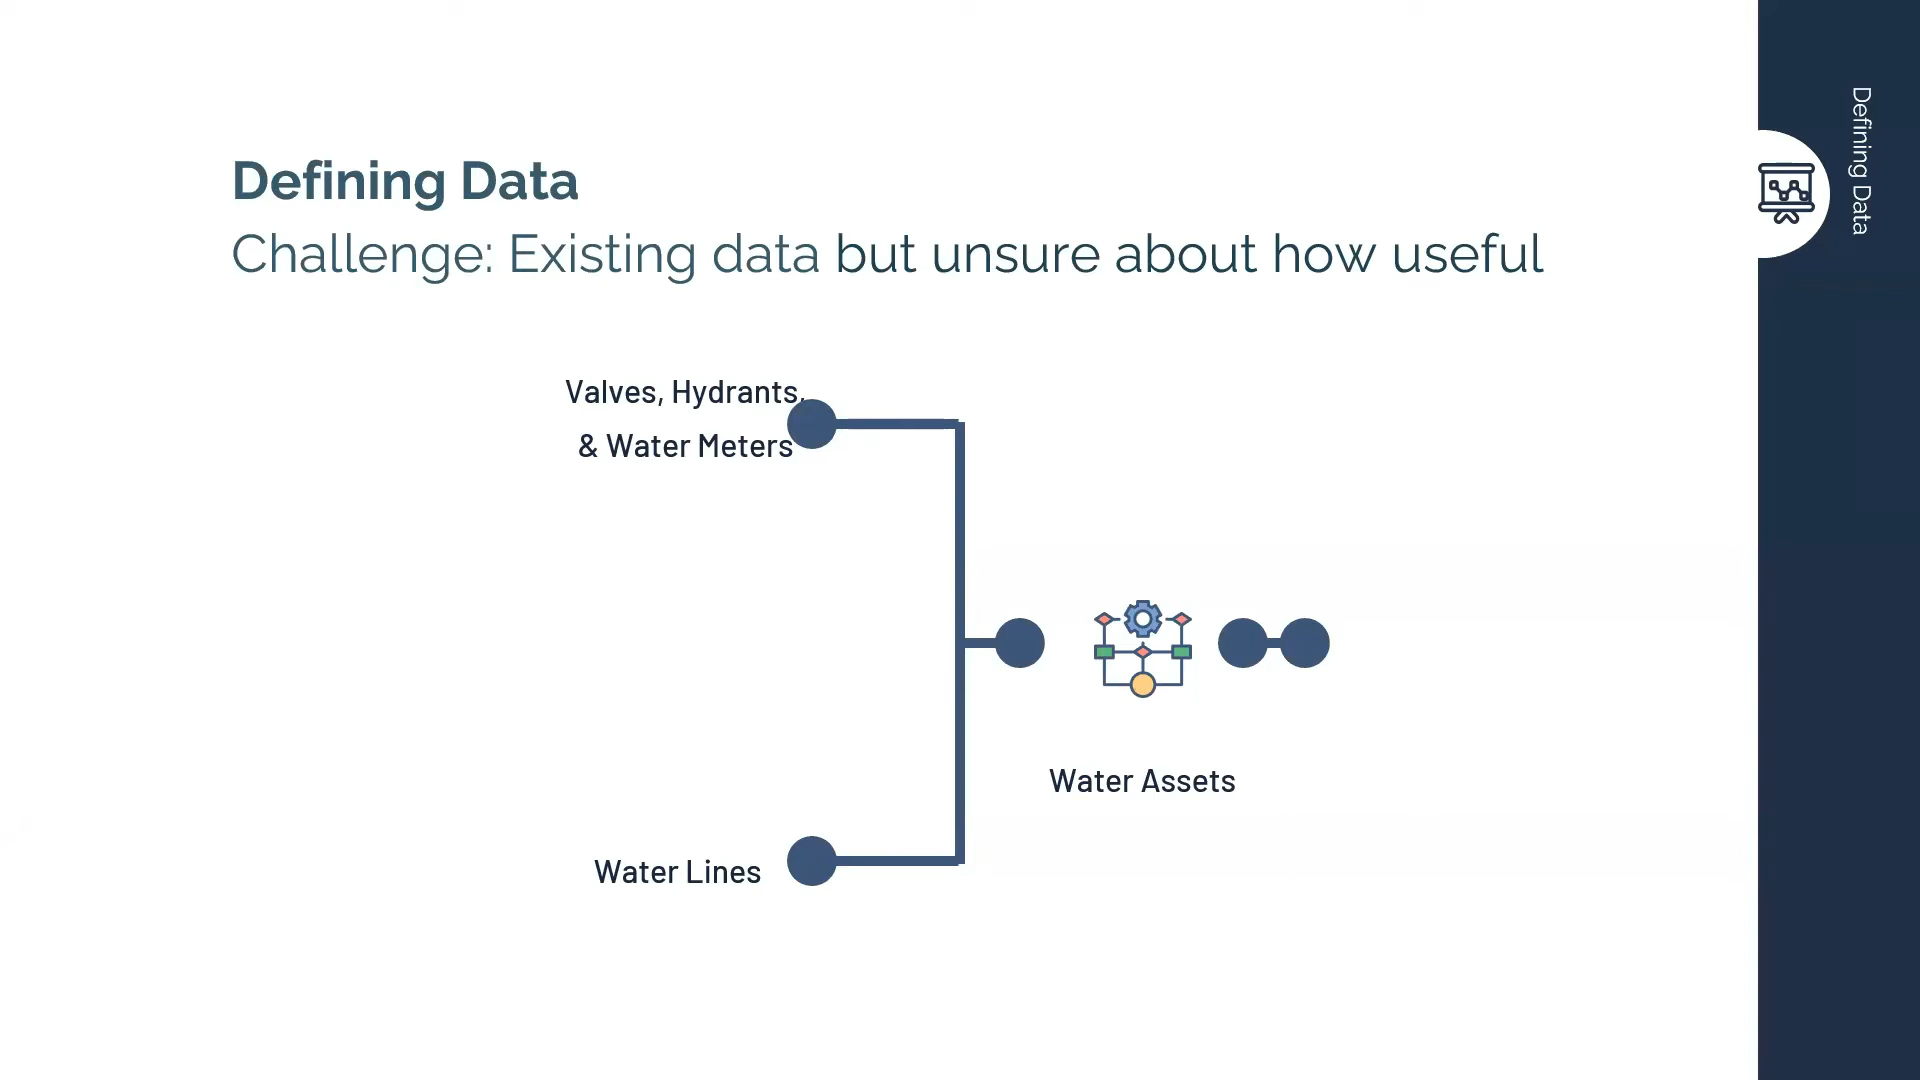 Defining Data
Challenge: Existing data but unsure about how useful
Valves, Hydrants,
& Water Meters
Water Assets
Water Lines
Defining Data